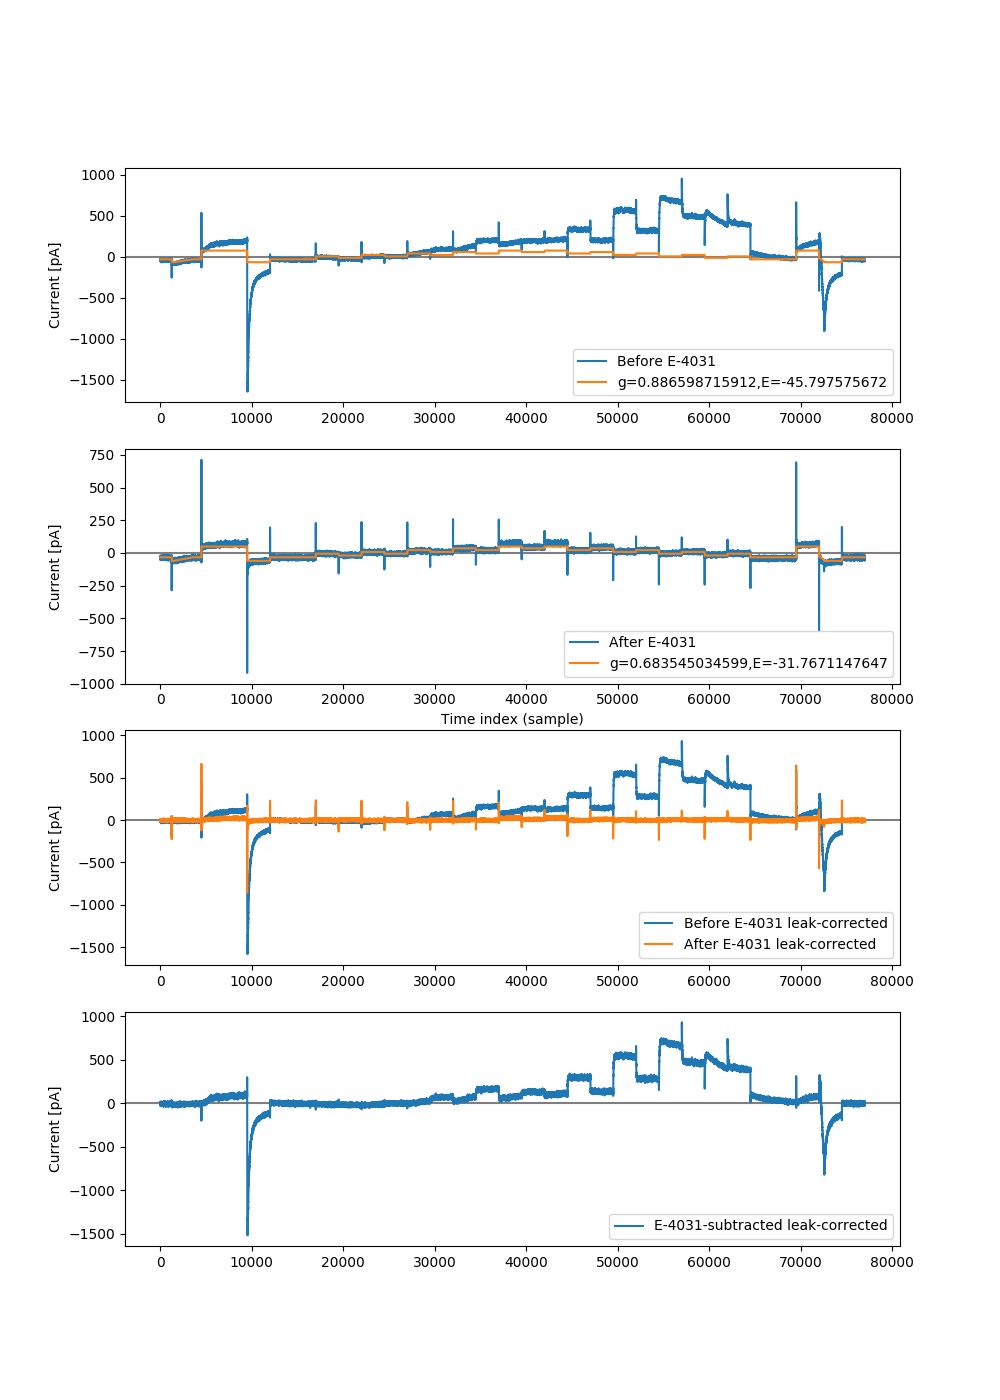 1000
500
0
−500
−1000
−1500
Current [pA]
Before E-4031
g=0.886598715912,E=-45.797575672
0 10000 20000 30000 40000 50000 60000 70000 80000
750
500
250
0
−250
−500
−750
−1000
Current [pA]
After E-4031
g=0.683545034599,E=-31.7671147647
0 10000 20000 30000 40000 50000 60000 70000 80000
Time index (sample)
1000
500
0
−500
−1000
−1500
Current [pA]
Before E-4031 leak-corrected
After E-4031 leak-corrected
0 10000 20000 30000 40000 50000 60000 70000 80000
1000
500
0
−500
−1000
−1500
Current [pA]
E-4031-subtracted leak-corrected
0 10000 20000 30000 40000 50000 60000 70000 80000